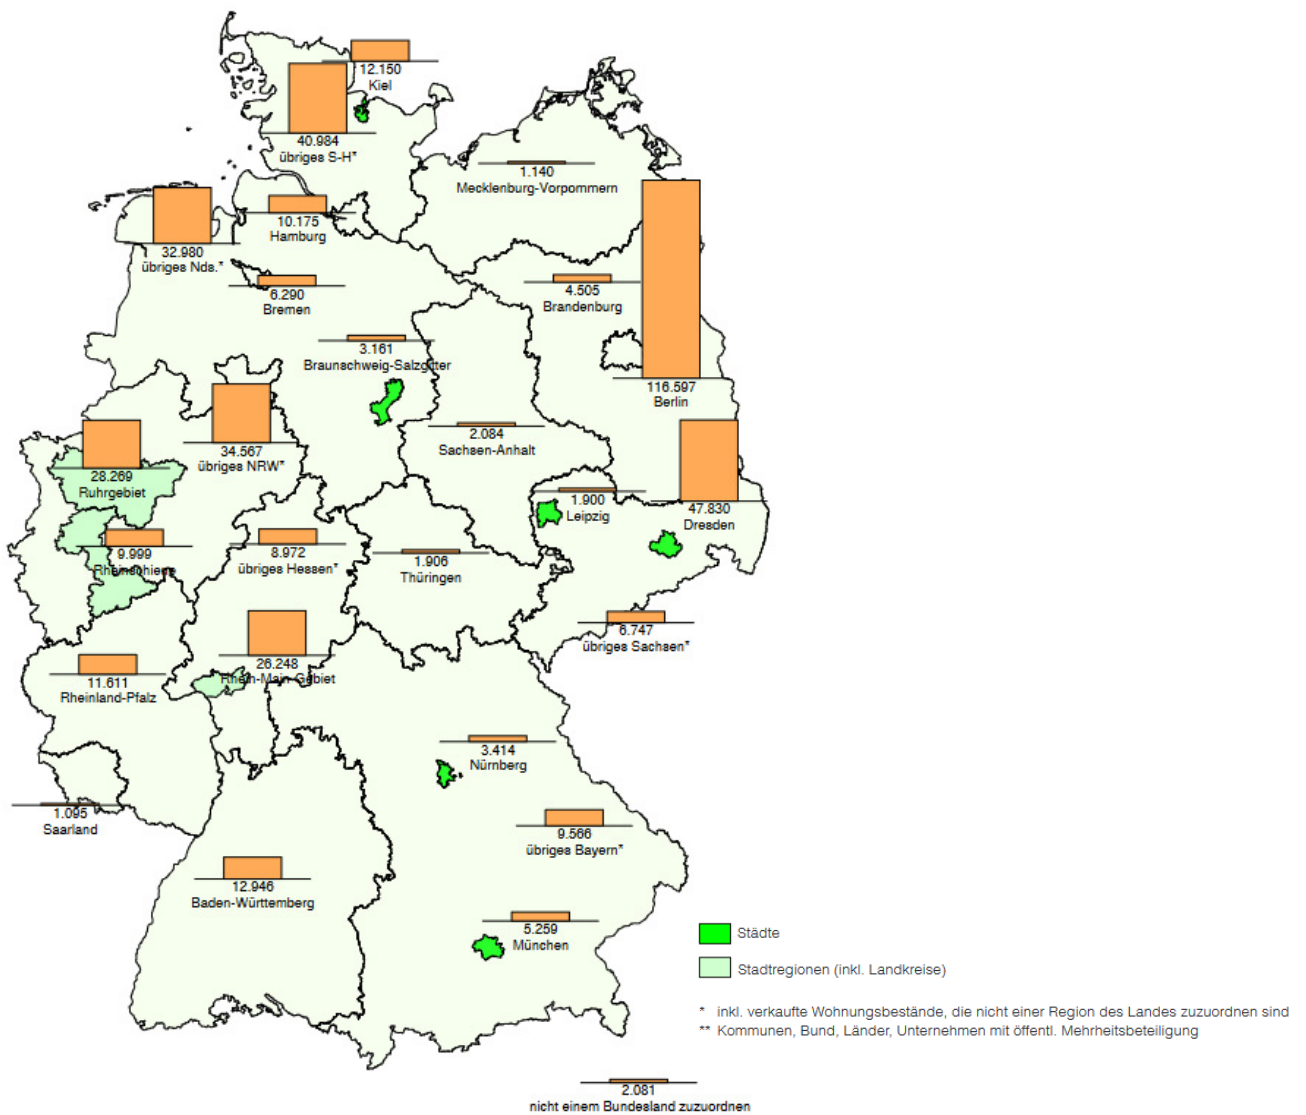 12.150
Kiel
40.984
übriges S-H*
1.140
Mecklenburg-Vorpommern
10.175
Hamburg
32.980
übriges Nds.*
6.290
Bremen
4.505
Brandenburg
3.161
Braunschweig-Salzgitter
116.597
Berlin
2.084
Sachsen-Anhalt
34.567
übriges NRW*
28.269
Ruhrgebiet
1.900
Leipzig
47.830
Dresden
9.999
Rheinschiene
8.972
übriges Hessen*
1.906
Thüringen
6.747
übriges Sachsen*
26.248
Rhein-Main-Gebiet
11.611
Rheinland-Pfalz
3.414
Nürnberg
1.095
Saarland
9.566
übriges Bayern*
12.946
Baden-Württemberg
5.259
München
Städte
Stadtregionen (inkl. Landkreise)
* inkl. verkaufte Wohnungsbestände, die nicht einer Region des Landes zuzuordnen sind
** Kommunen, Bund, Länder, Unternehmen mit öffentl. Mehrheitsbeteiligung
2.081
nicht einem Bundesland zuzuordnen